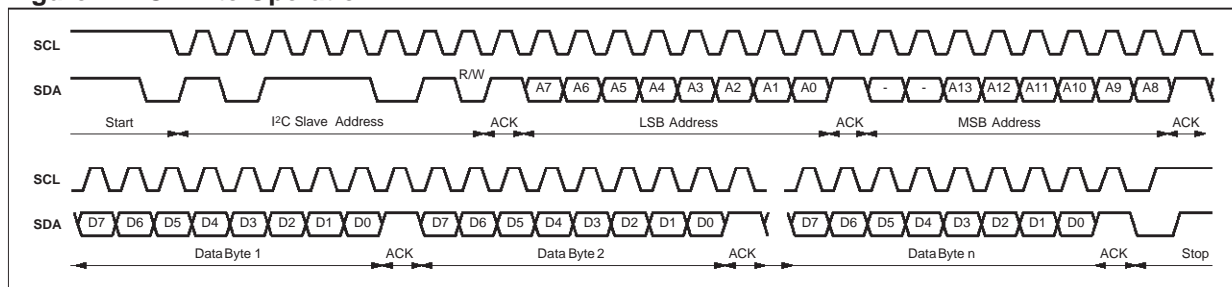 SCL
R/W
SDA A7 A6 A5 A4 A3 A2 A1 A0 - - A13 A12 A11 A10 A9 A8
Start I²C Slave Address ACK LSB Address ACK MSB Address ACK
SCL
SDA D7 D6 D5 D4 D3 D2 D1 D0 D7 D6 D5 D4 D3 D2 D1 D0 D7 D6 D5 D4 D3 D2 D1 D0
Data Byte 1 ACK Data Byte 2 ACK Data Byte n ACK Stop